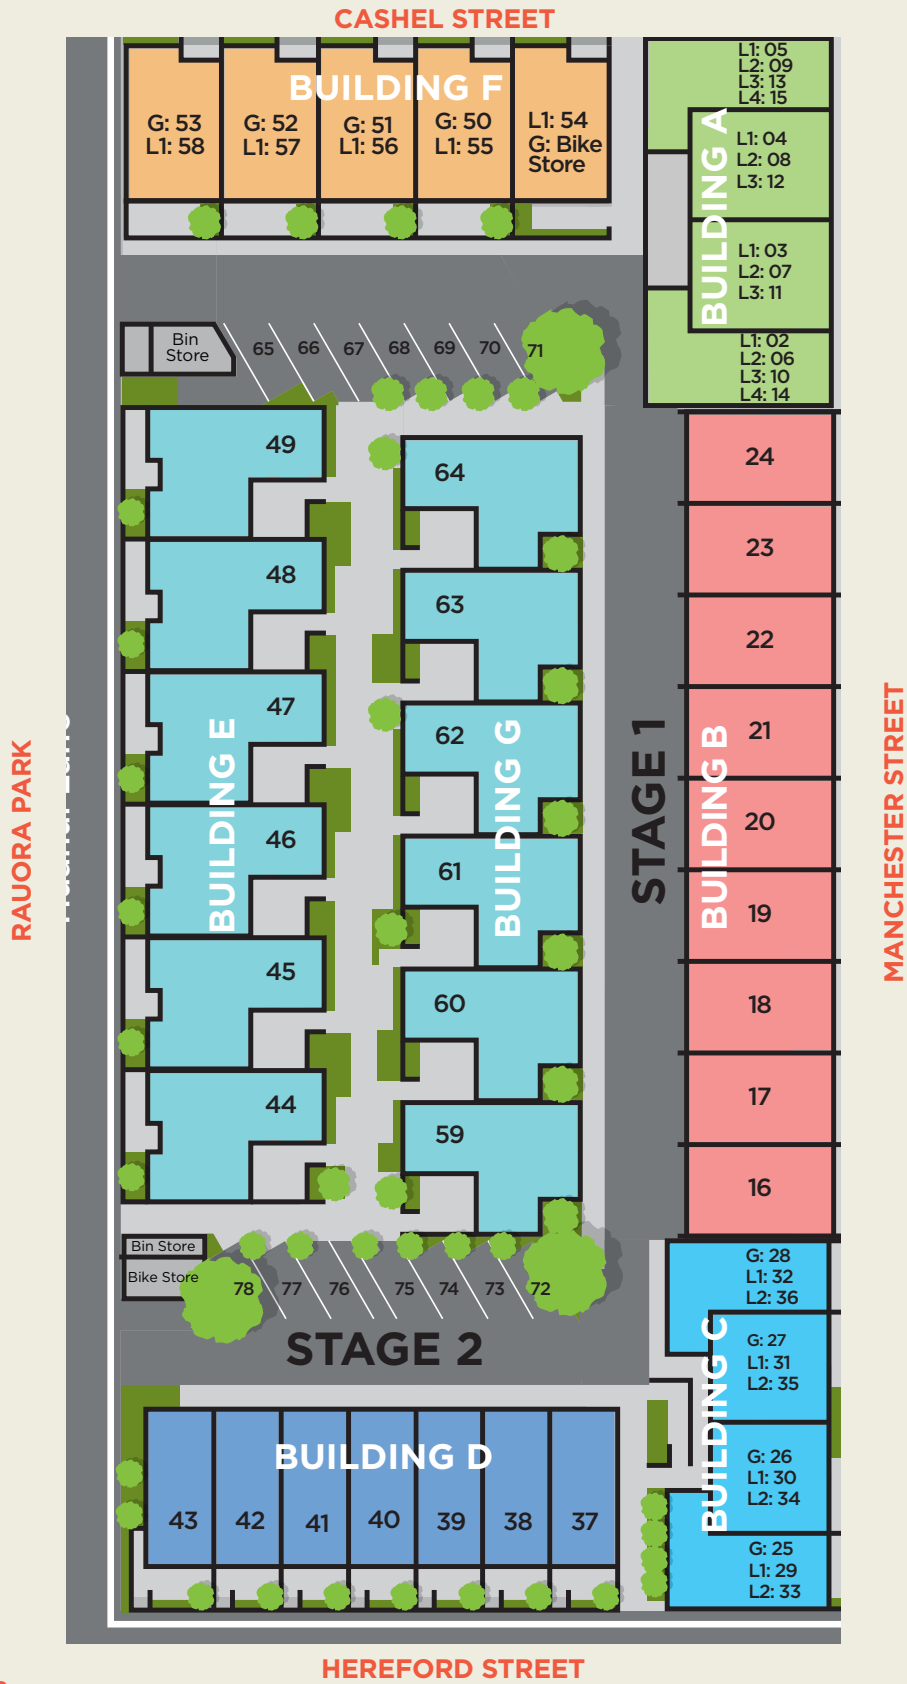 CASHEL STREET
BUILDING F
G: 53
L1: 58
G: 52
L1: 57
G: 51
L1: 56
G: 50
L1: 55
L1: 54
G: Bike
Store
L1: 05
L2: 09
L3: 13
L4: 15
BUILDING A
L1: 04
L2: 08
L3: 12
L1: 03
L2: 07
L3: 11
L1: 02
L2: 06
L3: 10
L4: 14
Bin
Store
65
66
67
68
69
70
71
49
48
47
46
45
44
BUILDING E
64
63
62
61
60
59
BUILDING G
STAGE 1
24
23
22
21
20
19
18
17
16
BUILDING B
RAUORA PARK
MANCHESTER STREET
Bin Store
Bike Store
78
77
76
75
74
73
72
STAGE 2
G: 28
L1: 32
L2: 36
G: 27
L1: 31
L2: 35
BUILDING C
G: 26
L1: 30
L2: 34
G: 25
L1: 29
L2: 33
BUILDING D
43
42
41
40
39
38
37
HEREFORD STREET